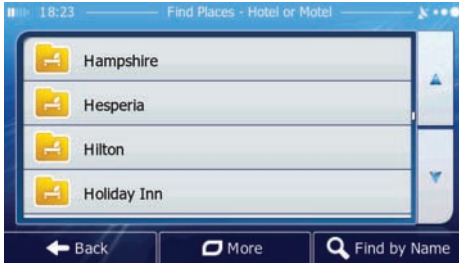 18:23 Find Places - Hotel or Motel
Hampshire
Hesperia
Hilton
Holiday Inn
Back More Find by Name